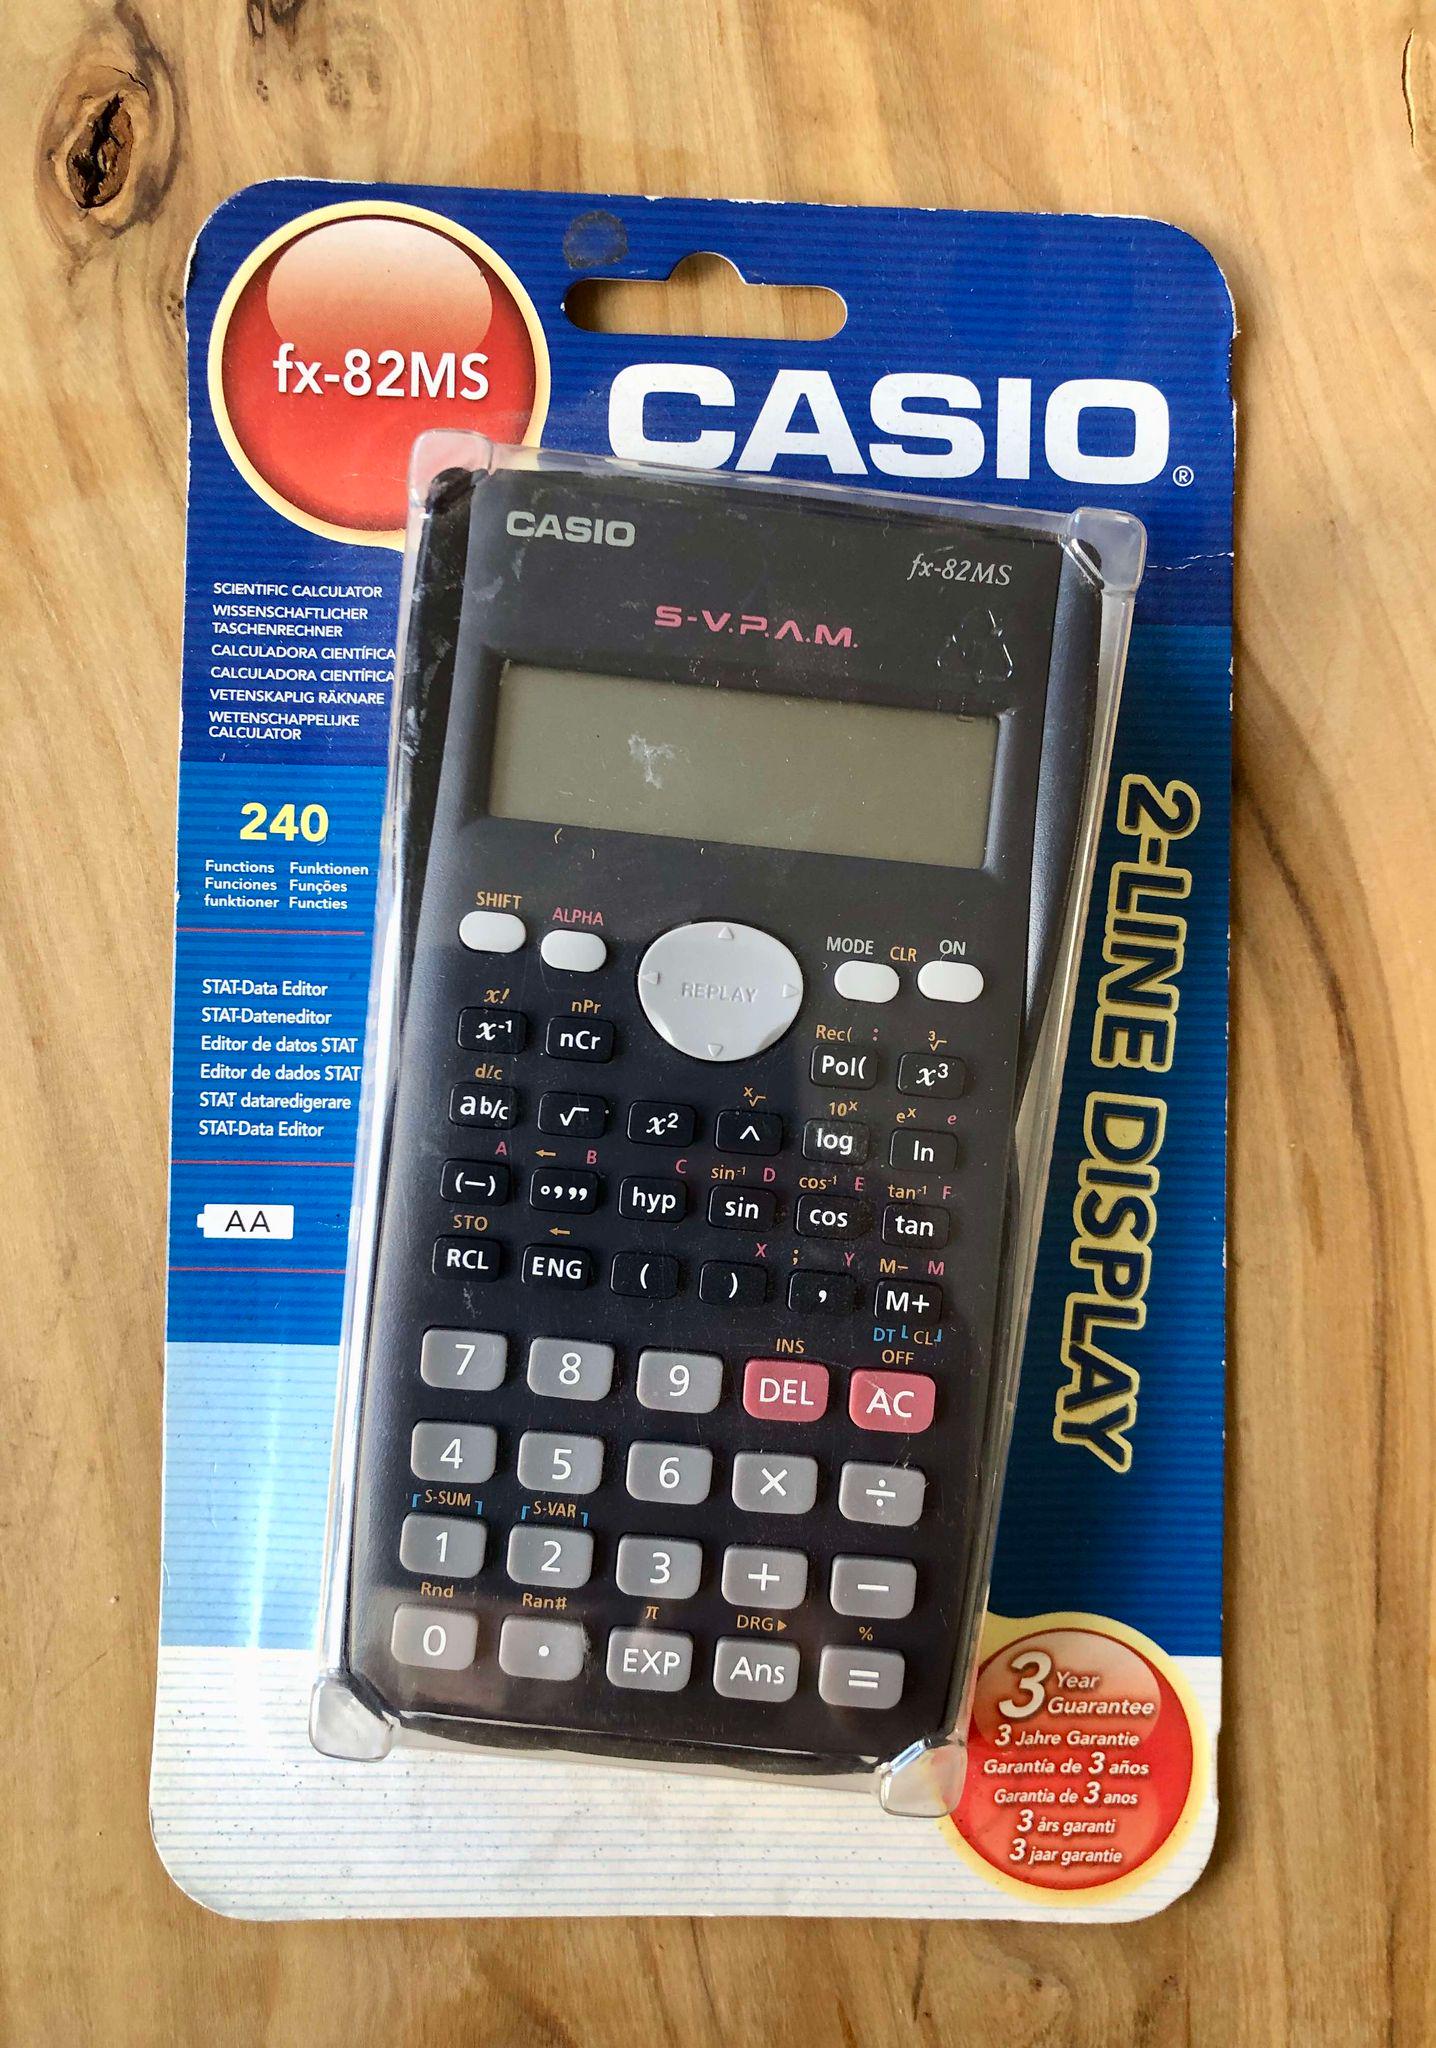 fx-82MS
CASIO®
SCIENTIFIC CALCULATOR
WISSENSCHAFTLICHER
TASCHENRECHNER
CALCULADORA CIENTÍFICA
CALCULADORA CIENTÍFICA
VETENSKAPLIG RÄKNARE
WETENSCHAPPELIJKE
CALCULATOR
240
Functions Funktionen
Funciones Funções
funktioner Functies
STAT-Data Editor
STAT-Dateneditor
Editor de datos STAT
Editor de dados STAT
STAT dataredigerare
STAT-Data Editor
AA
CASIO
fx-82MS
S-V.P.A.M.
SHIFT ALPHA MODE CLR ON
REPLAY
x! nPr Rec( : ³√
x⁻¹ nCr Pol( x³
d/c ˣ√ 10ˣ eˣ e
ab/c √ x² ^ log ln
A ← B C sin⁻¹ D cos⁻¹ E tan⁻¹ F
(−) °,,, hyp sin cos tan
STO ← X ; Y M− M
RCL ENG ( ) , M+
DT CL
INS OFF
7 8 9 DEL AC
4 5 6 × ÷
S-SUM S-VAR
1 2 3 + −
Rnd Ran# π DRG▶ %
0 · EXP Ans =
2-LINE DISPLAY
3 Year
Guarantee
3 Jahre Garantie
Garantía de 3 años
Garantia de 3 anos
3 års garanti
3 jaar garantie